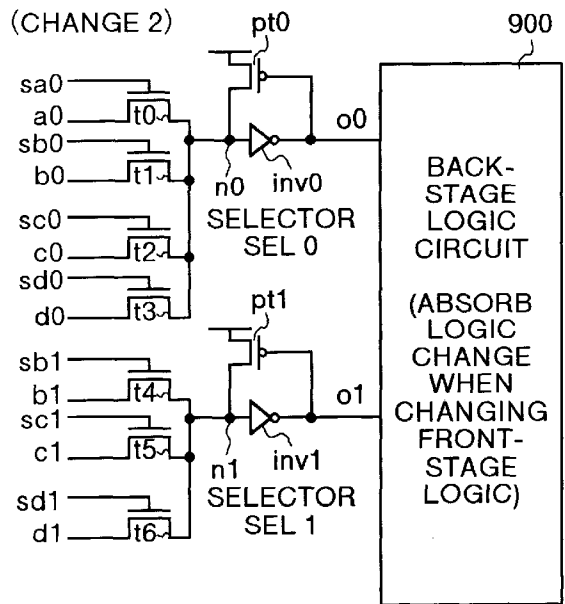 (CHANGE 2)
pt0
900
sa0
a0
t0
sb0
b0
t1
n0
inv0
o0
SELECTOR
SEL 0
sc0
c0
t2
sd0
d0
t3
pt1
sb1
b1
t4
sc1
c1
t5
n1
inv1
o1
SELECTOR
SEL 1
sd1
d1
t6
BACK-
STAGE
LOGIC
CIRCUIT
(ABSORB
LOGIC
CHANGE
WHEN
CHANGING
FRONT-
STAGE
LOGIC)